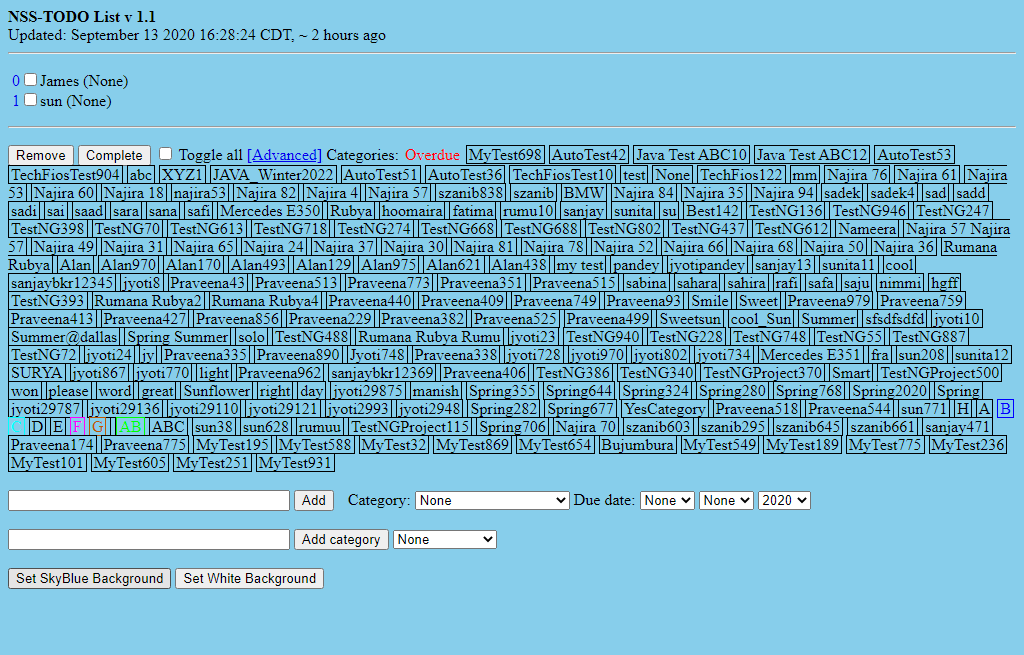 NSS-TODO List v 1.1
Updated: September 13 2020 16:28:24 CDT, ~ 2 hours ago
0 James (None)
1 sun (None)
Remove Complete Toggle all [Advanced] Categories: Overdue MyTest698 AutoTest42 Java Test ABC10 Java Test ABC12 AutoTest53
TechFiosTest904 abc XYZ1 JAVA_Winter2022 AutoTest51 AutoTest36 TechFiosTest10 test None TechFios122 mm Najira 76 Najira 61 Najira
53 Najira 60 Najira 18 najira53 Najira 82 Najira 4 Najira 57 szanib838 szanib BMW Najira 84 Najira 35 Najira 94 sadek sadek4 sad sadd
sadi sai saad sara sana safi Mercedes E350 Rubya hoomaira fatima rumu10 sanjay sunita su Best142 TestNG136 TestNG946 TestNG247
TestNG398 TestNG70 TestNG613 TestNG718 TestNG274 TestNG668 TestNG688 TestNG802 TestNG437 TestNG612 Nameera Najira 57 Najira
57 Najira 49 Najira 31 Najira 65 Najira 24 Najira 37 Najira 30 Najira 81 Najira 78 Najira 52 Najira 66 Najira 68 Najira 50 Najira 36 Rumana
Rubya Alan Alan970 Alan170 Alan493 Alan129 Alan975 Alan621 Alan438 my test pandey jyotipandey sanjay13 sunita11 cool
sanjaybkr12345 jyoti8 Praveena43 Praveena513 Praveena773 Praveena351 Praveena515 sabina sahara sahira rafi safa saju nimmi hgff
TestNG393 Rumana Rubya2 Rumana Rubya4 Praveena440 Praveena409 Praveena749 Praveena93 Smile Sweet Praveena979 Praveena759
Praveena413 Praveena427 Praveena856 Praveena229 Praveena382 Praveena525 Praveena499 Sweetsun cool_Sun Summer sfsdfsdfd jyoti10
Summer@dallas Spring Summer solo TestNG488 Rumana Rubya Rumu jyoti23 TestNG940 TestNG228 TestNG748 TestNG55 TestNG887
TestNG72 jyoti24 jy Praveena335 Praveena890 Jyoti748 Praveena338 jyoti728 jyoti970 jyoti802 jyoti734 Mercedes E351 fra sun208 sunita12
SURYA jyoti867 jyoti770 light Praveena962 sanjaybkr12369 Praveena406 TestNG386 TestNG340 TestNGProject370 Smart TestNGProject500
won please word great Sunflower right day jyoti29875 manish Spring355 Spring644 Spring324 Spring280 Spring768 Spring2020 Spring
jyoti29787 jyoti29136 jyoti29110 jyoti29121 jyoti2993 jyoti2948 Spring282 Spring677 YesCategory Praveena518 Praveena544 sun771 H A B
C D E F G AB ABC sun38 sun628 rumuu TestNGProject115 Spring706 Najira 70 szanib603 szanib295 szanib645 szanib661 sanjay471
Praveena174 Praveena775 MyTest195 MyTest588 MyTest32 MyTest869 MyTest654 Bujumbura MyTest549 MyTest189 MyTest775 MyTest236
MyTest101 MyTest605 MyTest251 MyTest931
Add Category: None Due date: None None 2020
Add category None
Set SkyBlue Background Set White Background